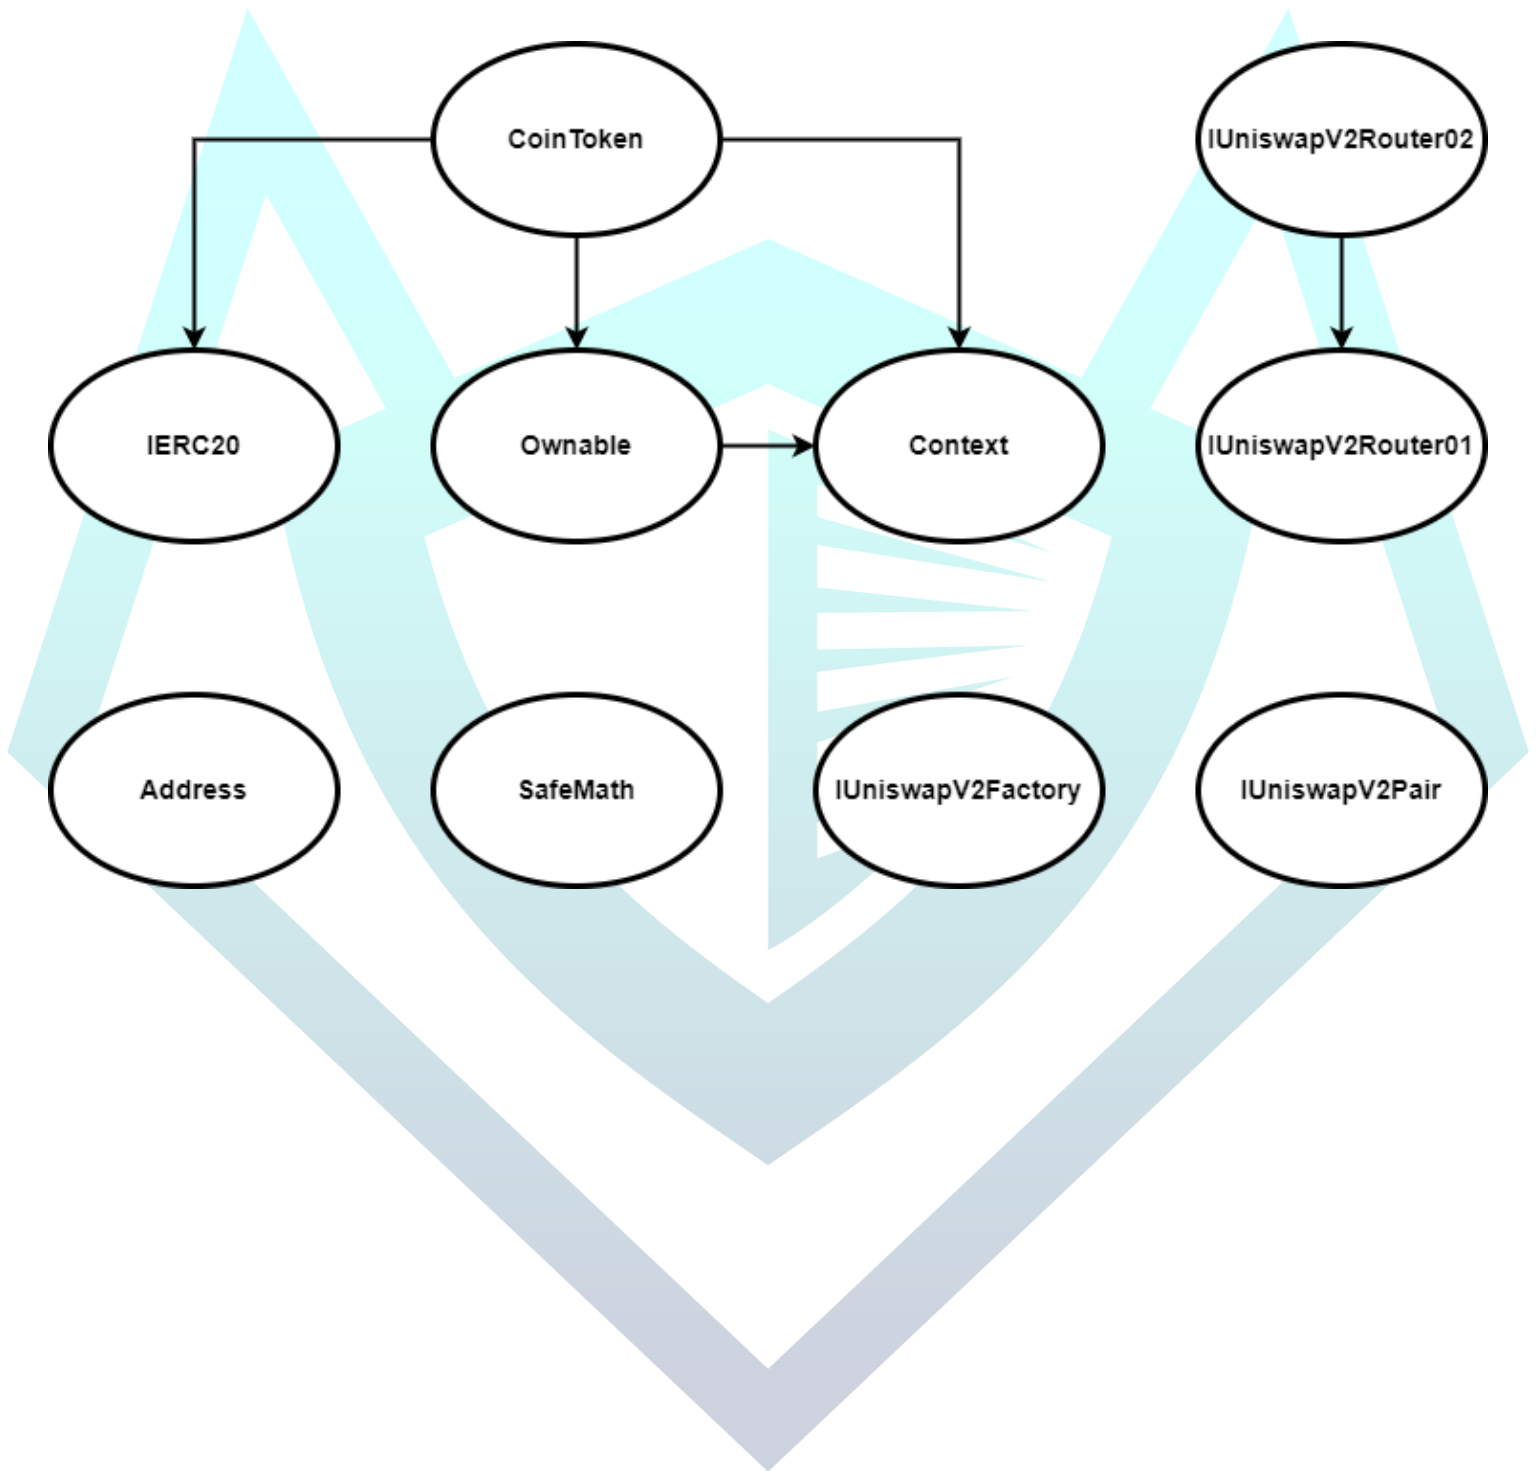 CoinToken
IUniswapV2Router02
IERC20
Ownable
Context
IUniswapV2Router01
Address
SafeMath
IUniswapV2Factory
IUniswapV2Pair